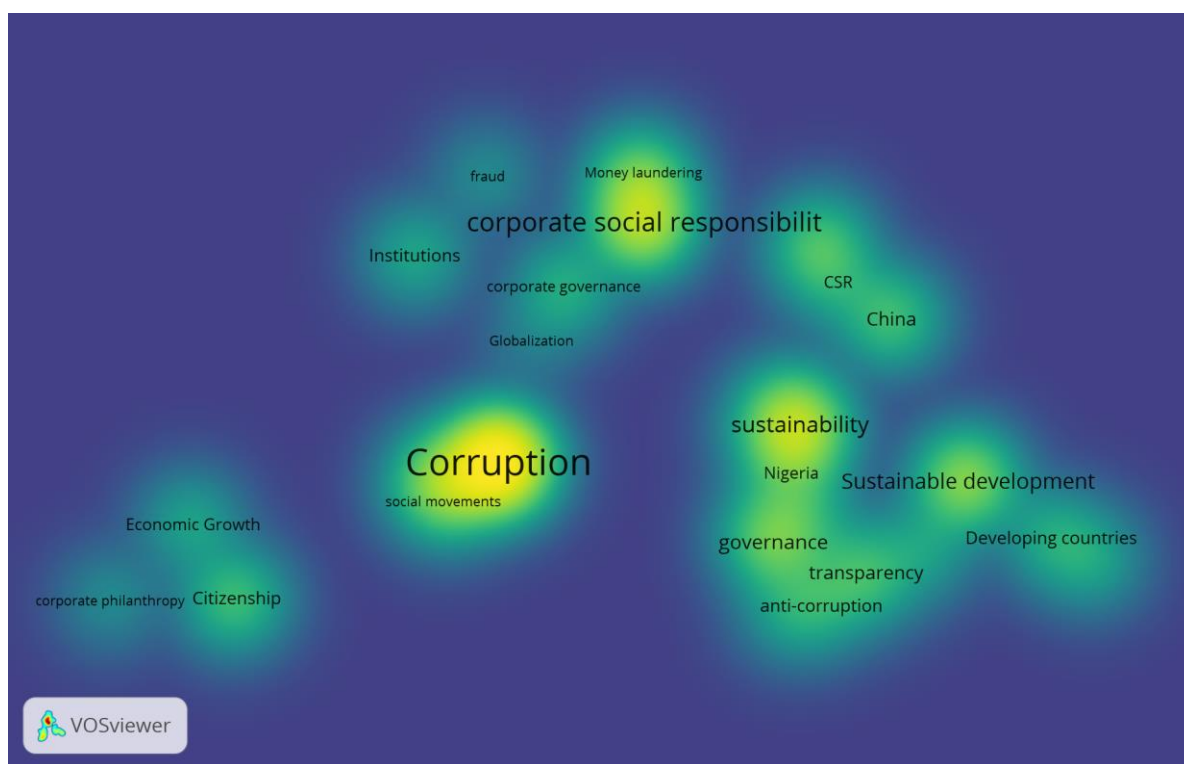 Money laundering
fraud
corporate social responsibilit
Institutions
CSR
corporate governance
China
Globalization
sustainability
Corruption
Nigeria
Sustainable development
social movements
Economic Growth
Developing countries
governance
transparency
corporate philanthropy
Citizenship
anti-corruption
VOSviewer